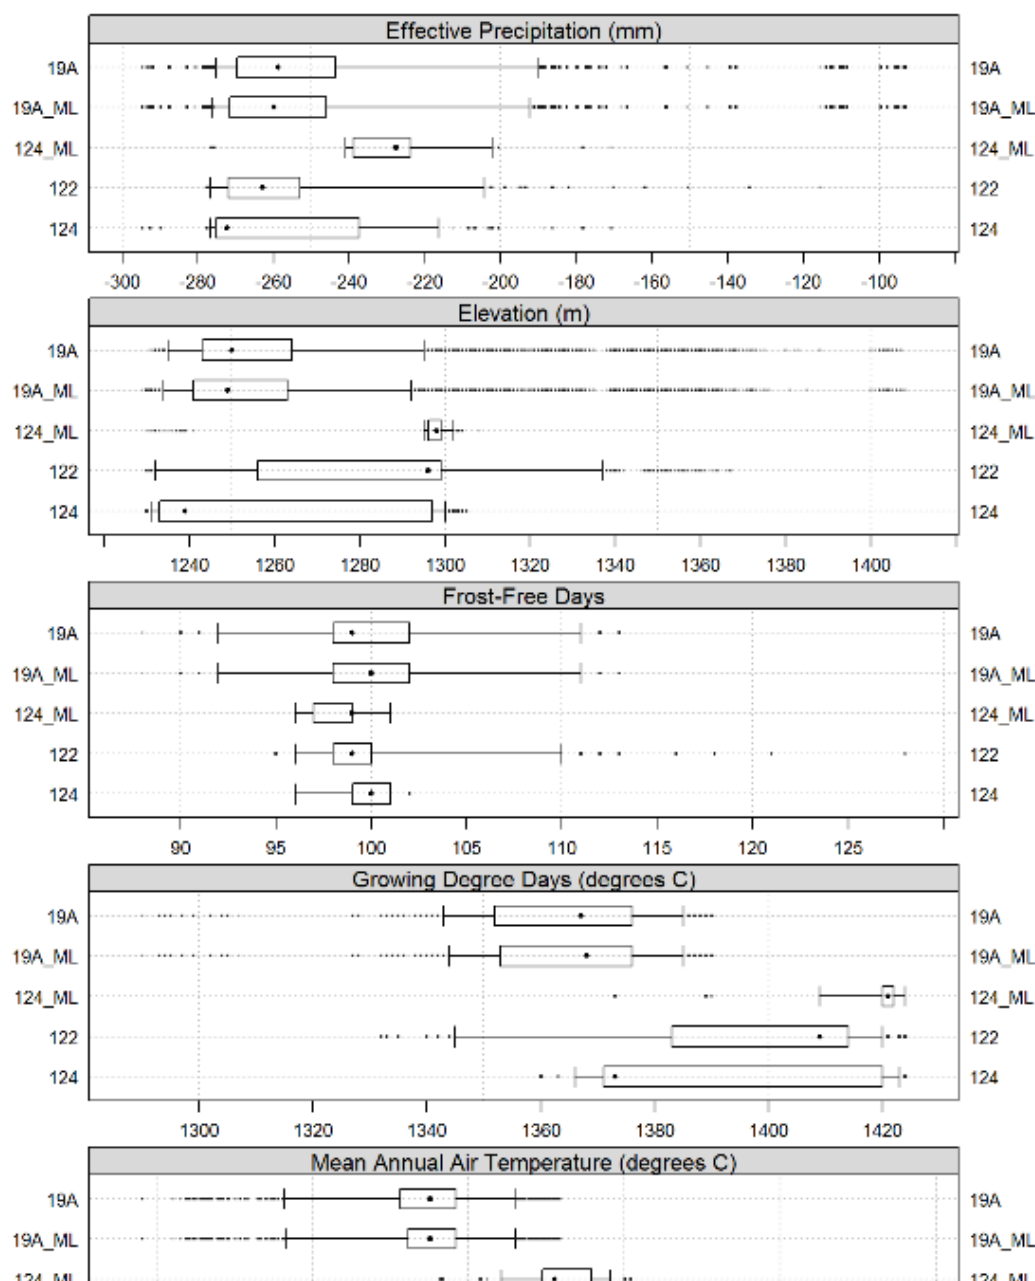 Effective Precipitation (mm)
19A 19A
19A_ML 19A_ML
124_ML 124_ML
122 122
124 124
-300 -280 -260 -240 -220 -200 -180 -160 -140 -120 -100
Elevation (m)
19A 19A
19A_ML 19A_ML
124_ML 124_ML
122 122
124 124
1240 1260 1280 1300 1320 1340 1360 1380 1400
Frost-Free Days
19A 19A
19A_ML 19A_ML
124_ML 124_ML
122 122
124 124
90 95 100 105 110 115 120 125
Growing Degree Days (degrees C)
19A 19A
19A_ML 19A_ML
124_ML 124_ML
122 122
124 124
1300 1320 1340 1360 1380 1400 1420
Mean Annual Air Temperature (degrees C)
19A 19A
19A_ML 19A_ML
124_ML 124_ML